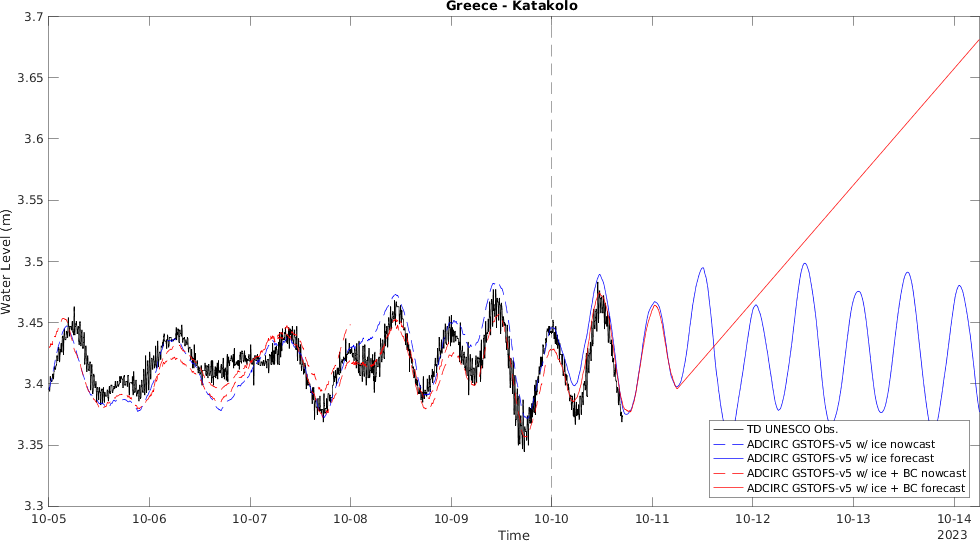 Greece - Katakolo
3.7
3.65
3.6
3.55
3.5
3.45
3.4
3.35
3.3
Water Level (m)
TD UNESCO Obs.
ADCIRC GSTOFS-v5 w/ ice nowcast
ADCIRC GSTOFS-v5 w/ ice forecast
ADCIRC GSTOFS-v5 w/ ice + BC nowcast
ADCIRC GSTOFS-v5 w/ ice + BC forecast
10-05 10-06 10-07 10-08 10-09 10-10 10-11 10-12 10-13 10-14
Time
2023